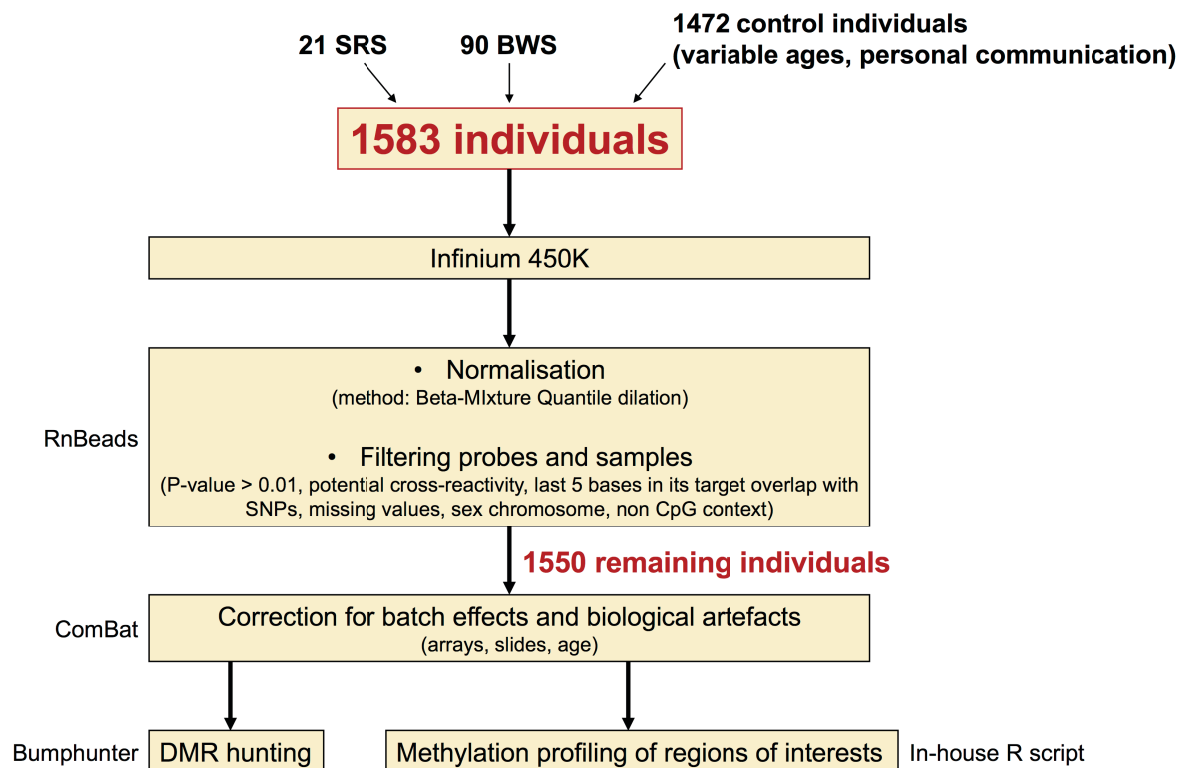 21 SRS
90 BWS
1472 control individuals
(variable ages, personal communication)
1583 individuals
Infinium 450K
• Normalisation
(method: Beta-MIxture Quantile dilation)
RnBeads
• Filtering probes and samples
(P-value > 0.01, potential cross-reactivity, last 5 bases in its target overlap with
SNPs, missing values, sex chromosome, non CpG context)
1550 remaining individuals
Correction for batch effects and biological artefacts
ComBat
(arrays, slides, age)
Bumphunter
DMR hunting
Methylation profiling of regions of interests
In-house R script